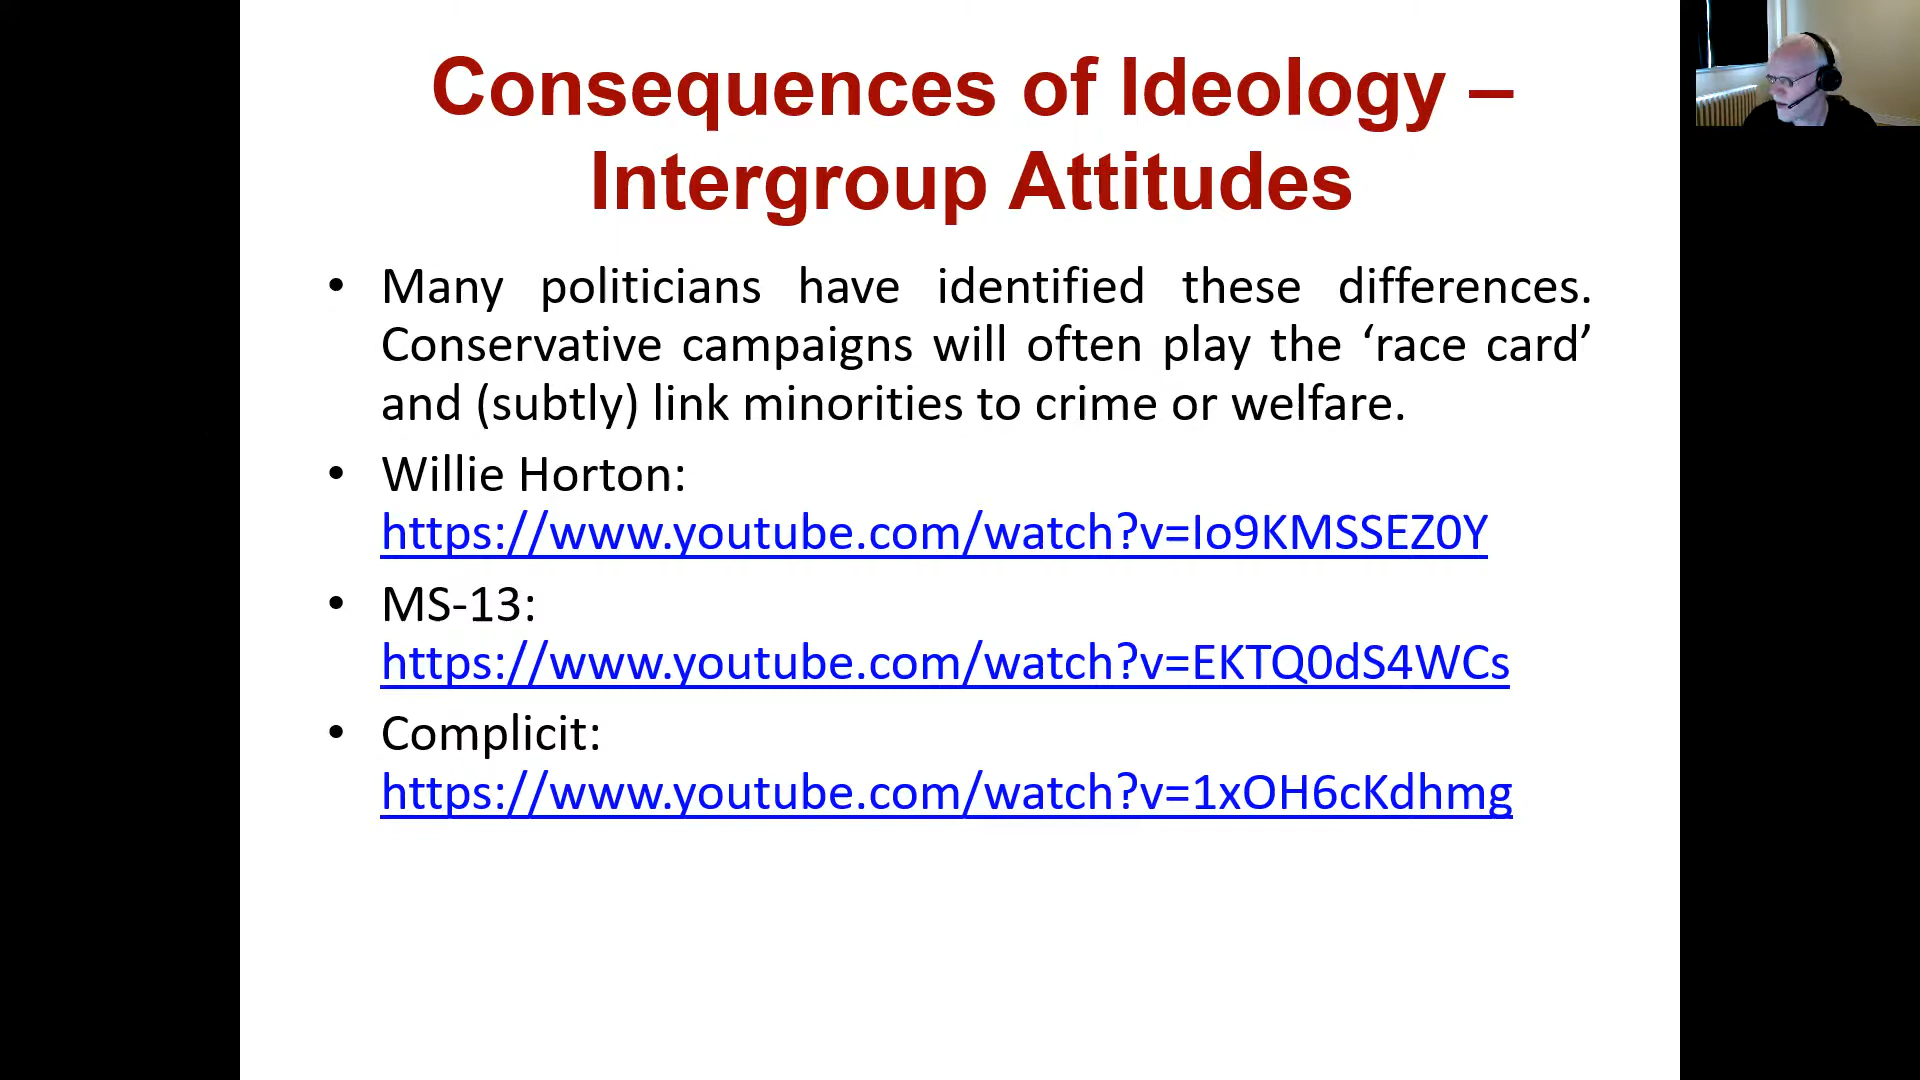 Consequences of Ideology –
Intergroup Attitudes
• Many politicians have identified these differences.
Conservative campaigns will often play the ‘race card’
and (subtly) link minorities to crime or welfare.
• Willie Horton:
https://www.youtube.com/watch?v=Io9KMSSEZ0Y
• MS-13:
https://www.youtube.com/watch?v=EKTQ0dS4WCs
• Complicit:
https://www.youtube.com/watch?v=1xOH6cKdhmg